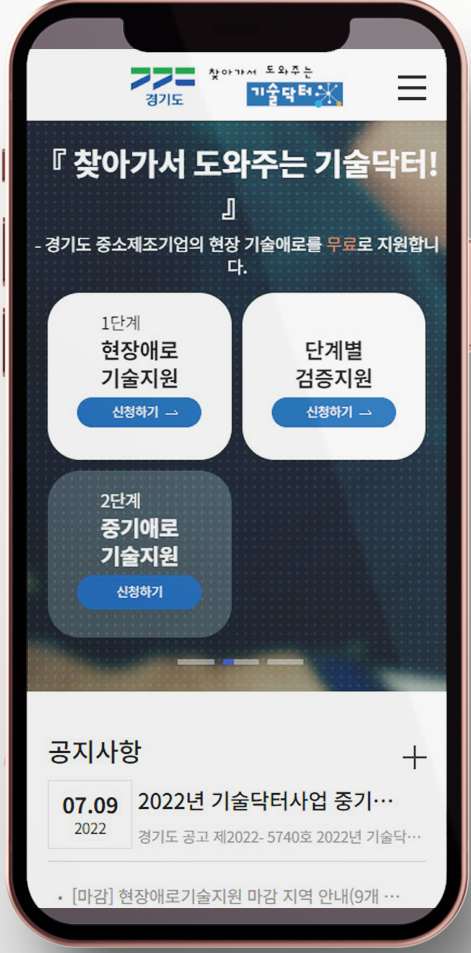 경기도
찾아가서 도와주는
기술닥터
『 찾아가서 도와주는 기술닥터!
』
- 경기도 중소제조기업의 현장 기술애로를 무료로 지원합니
다.
1단계
현장애로
기술지원
신청하기 →
단계별
검증지원
신청하기 →
2단계
중기애로
기술지원
신청하기
공지사항
07.09
2022
2022년 기술닥터사업 중기…
경기도 공고 제2022- 5740호 2022년 기술닥…
• [마감] 현장애로기술지원 마감 지역 안내(9개 …